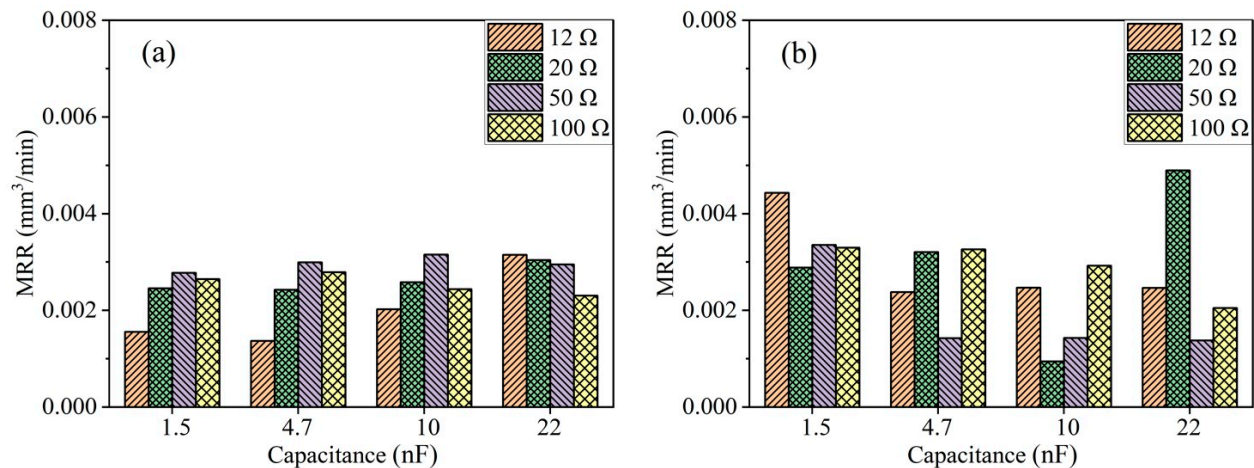 (a)
12 Ω
20 Ω
50 Ω
100 Ω
MRR (mm³/min)
0.008
0.006
0.004
0.002
0.000
1.5 4.7 10 22
Capacitance (nF)
(b)
12 Ω
20 Ω
50 Ω
100 Ω
MRR (mm³/min)
0.008
0.006
0.004
0.002
0.000
1.5 4.7 10 22
Capacitance (nF)